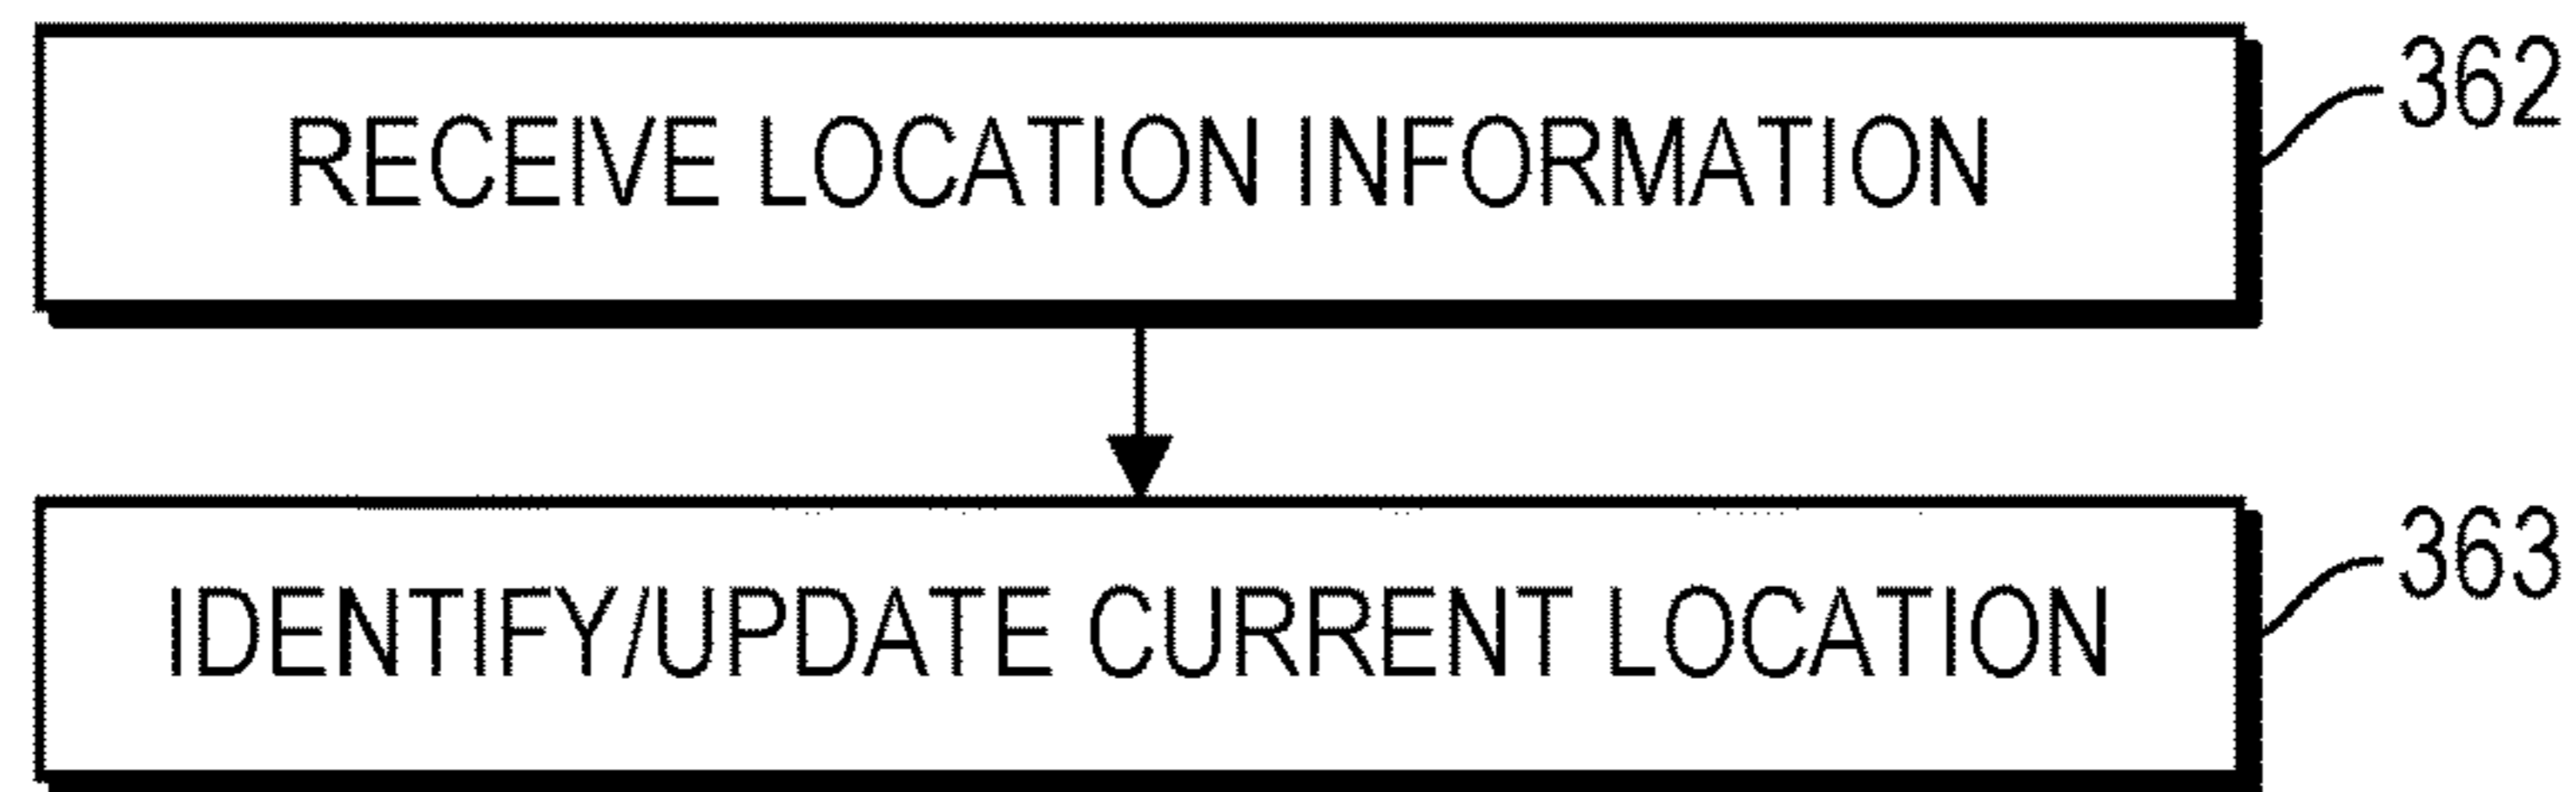 RECEIVE LOCATION INFORMATION
362
IDENTIFY/UPDATE CURRENT LOCATION
363